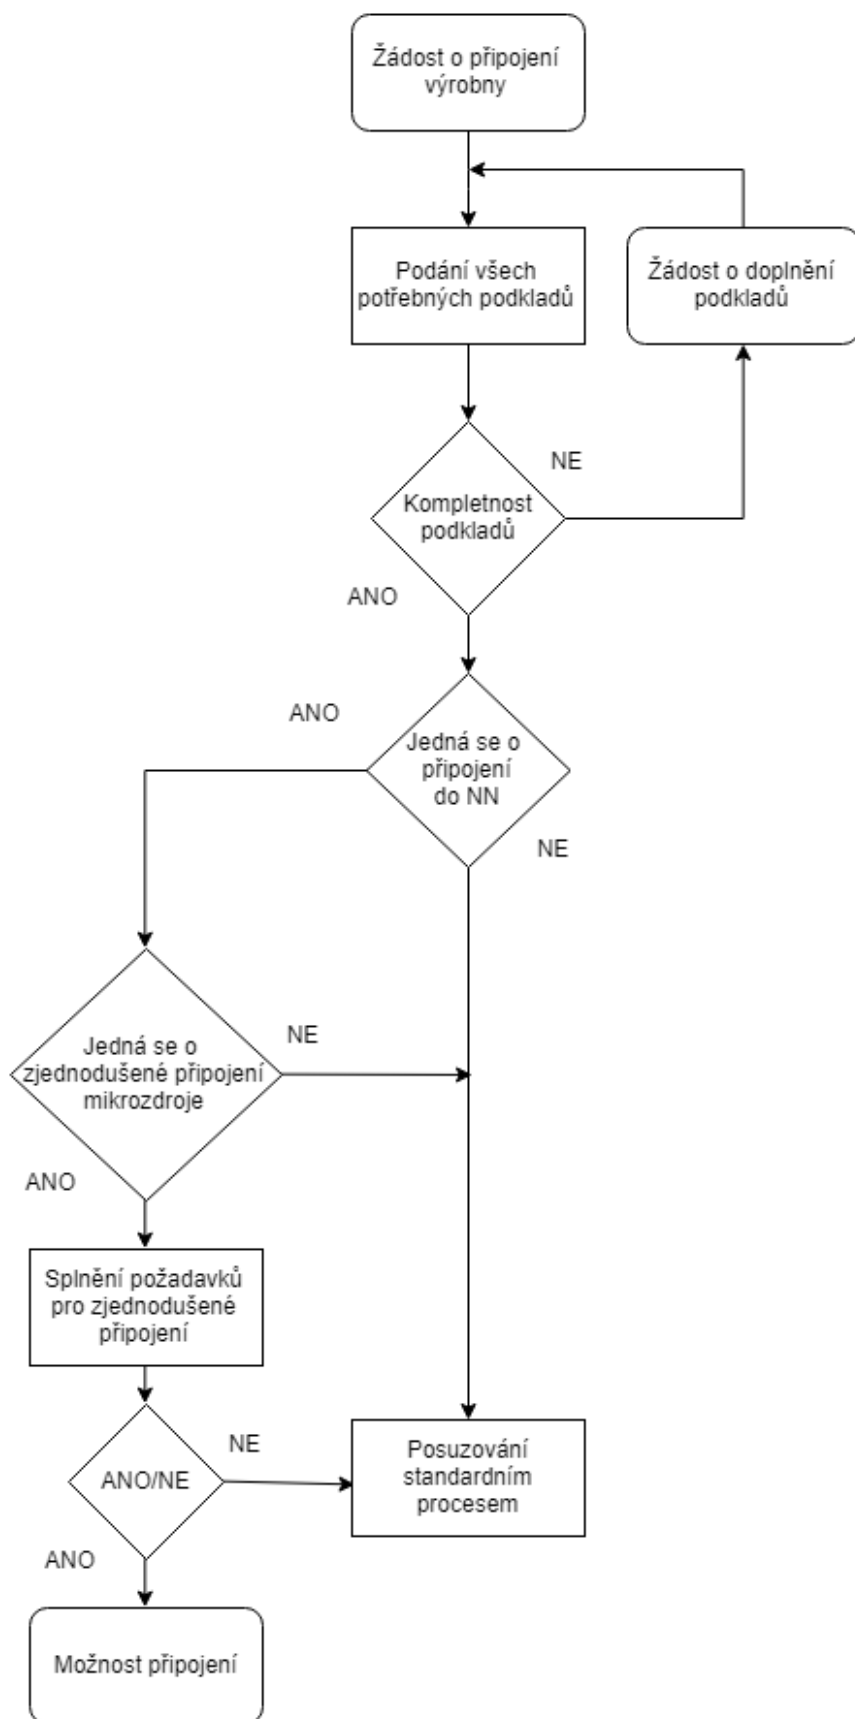 Žádost o připojení
výrobny
Podání všech
potřebných podkladů
Žádost o doplnění
podkladů
NE
Kompletnost
podkladů
ANO
ANO
Jedná se o
připojení
do NN
NE
Jedná se o
zjednodušené připojení
mikrozdroje
NE
ANO
Splnění požadavků
pro zjednodušené
připojení
NE
ANO/NE
Posuzování
standardním
procesem
ANO
Možnost připojení